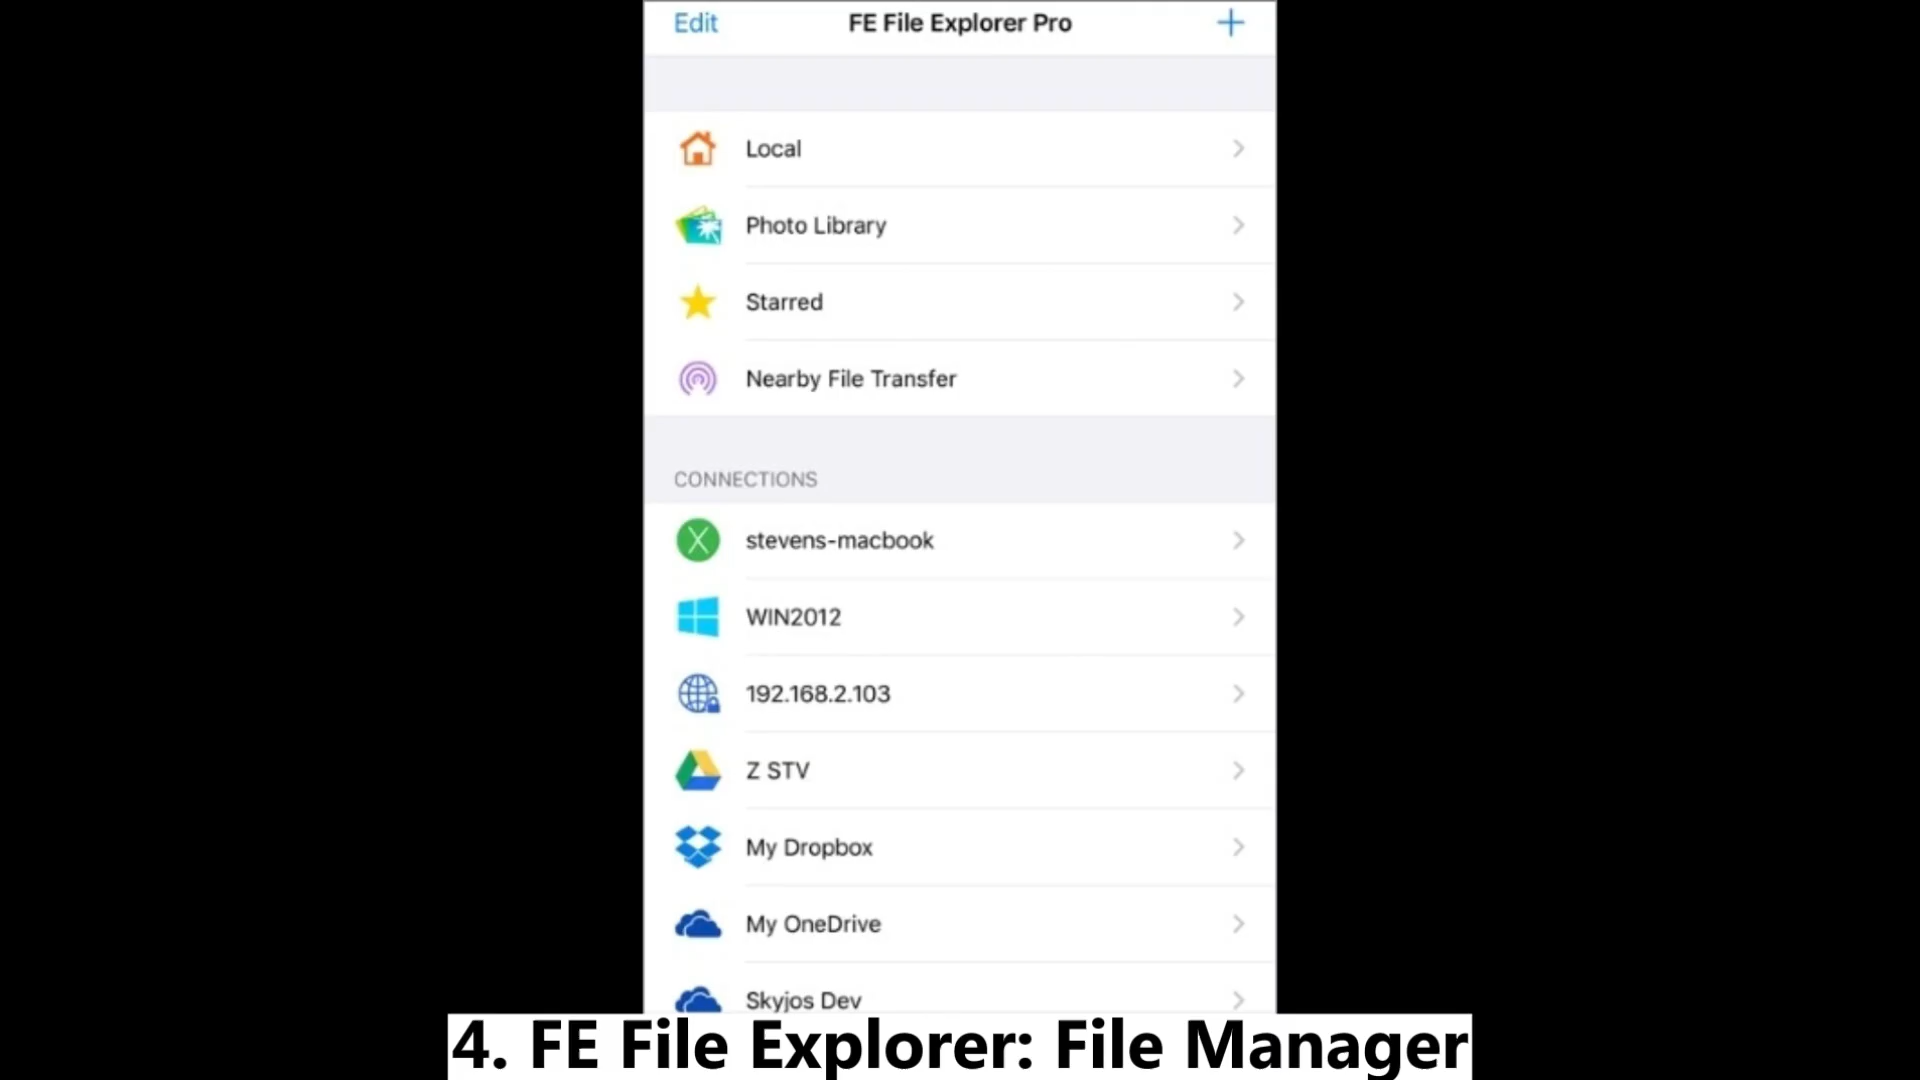 Edit
FE File Explorer Pro
Local
Photo Library
Starred
Nearby File Transfer
CONNECTIONS
stevens-macbook
WIN2012
192.168.2.103
Z STV
My Dropbox
My OneDrive
Skyjos Dev
4. FE File Explorer: File Manager